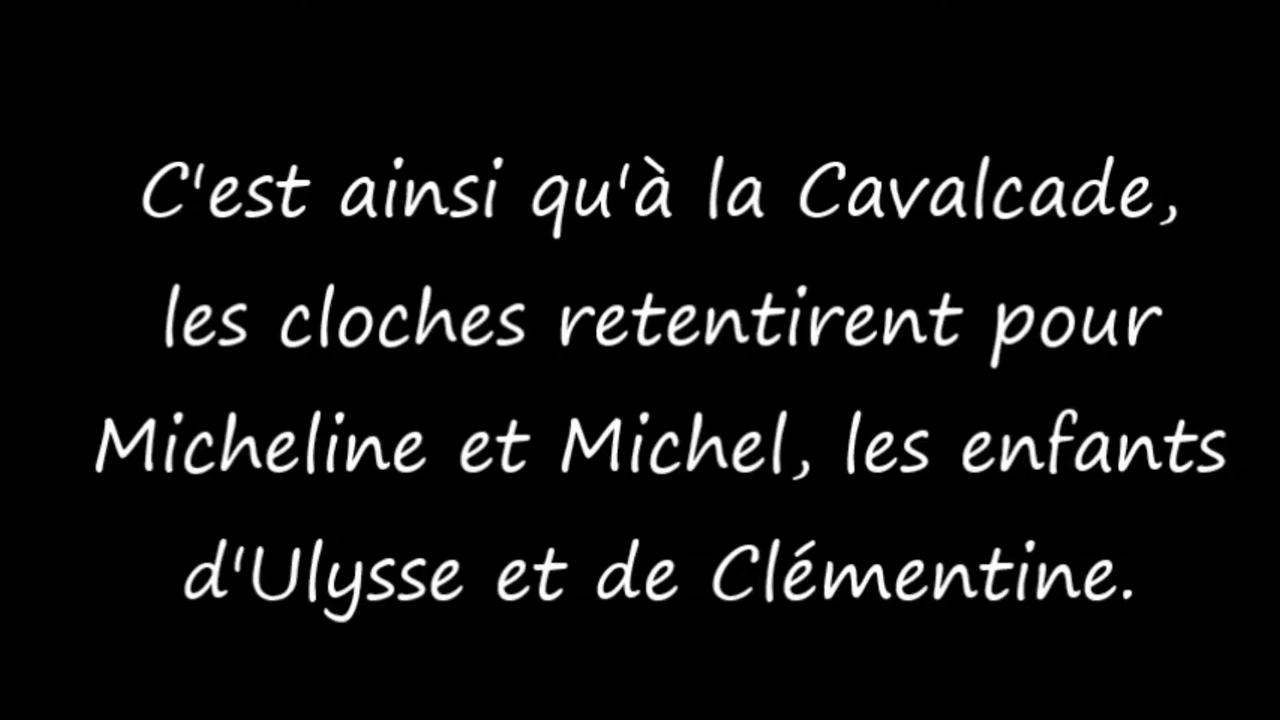 C'est ainsi qu'à la Cavalcade,
les cloches retentirent pour
Micheline et Michel, les enfants
d'Ulysse et de Clémentine.